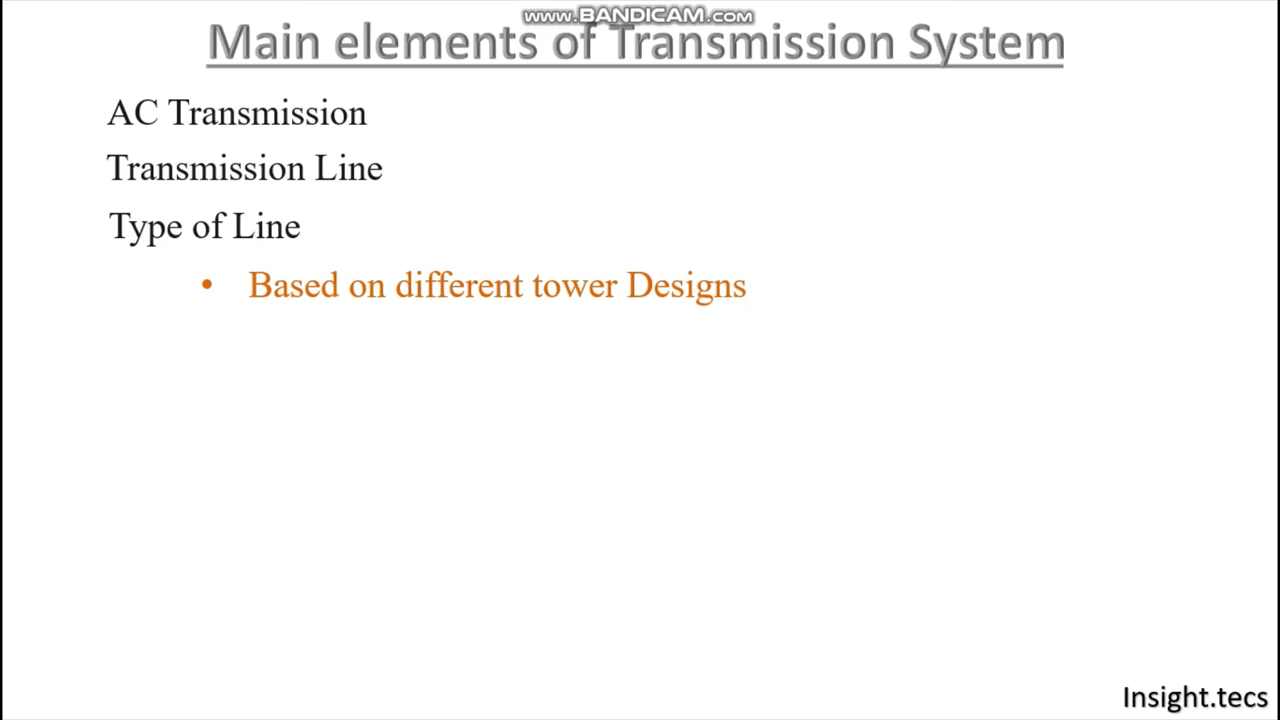 www.BANDICAM.com
Main elements of Transmission System
AC Transmission
Transmission Line
Type of Line
• Based on different tower Designs
Insight.tecs